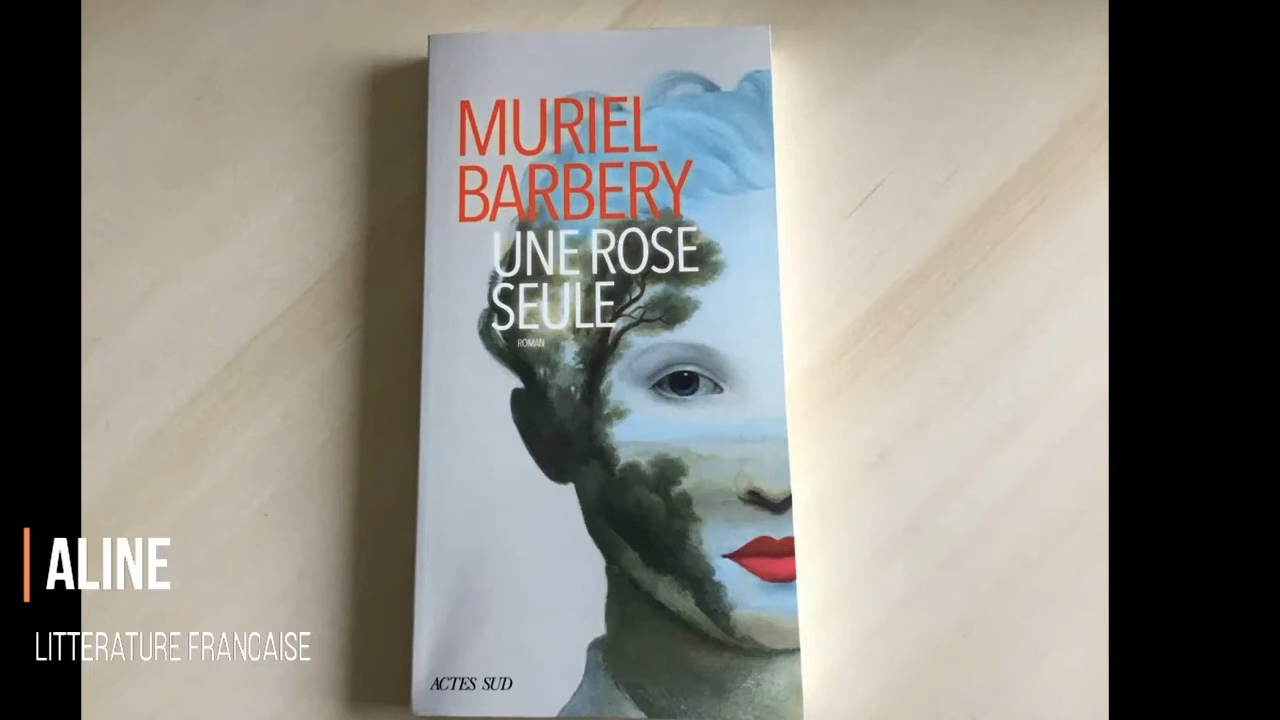 MURIEL
BARBERY
UNE ROSE
SEULE
ROMAN
ACTES SUD
ALINE
LITTERATURE FRANCAISE